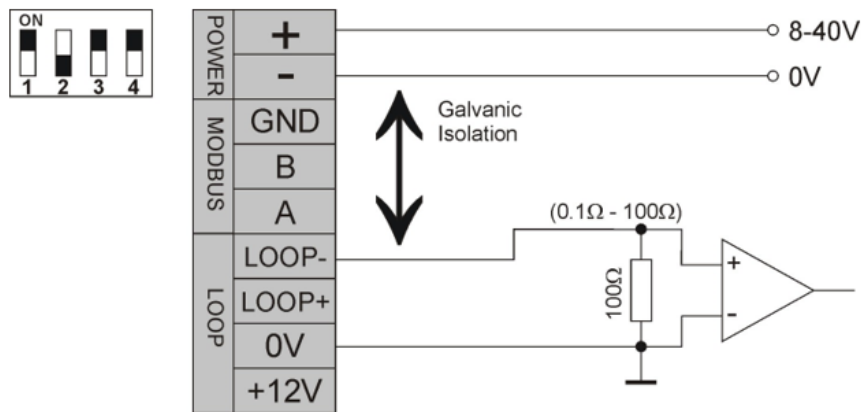 ON
1 2 3 4
POWER
+
-
MODBUS
GND
B
A
LOOP
LOOP-
LOOP+
0V
+12V
8-40V
0V
Galvanic
Isolation
(0.1Ω - 100Ω)
100Ω
+
-